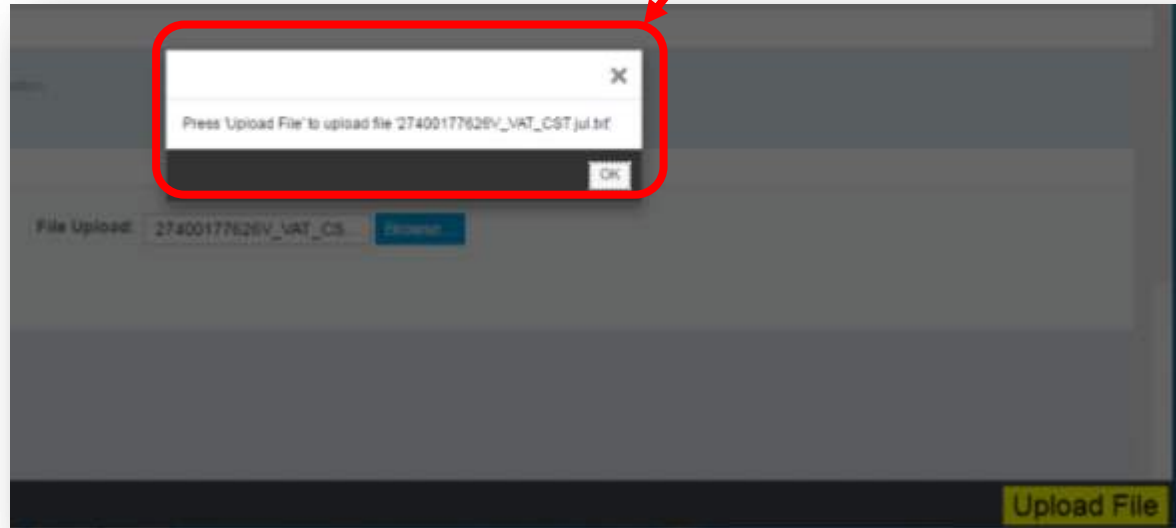 Press 'Upload File' to upload file '27400177626V_VAT_CST jul.txt'
OK
File Upload: 27400177626V_VAT_CS... Browse...
Upload File